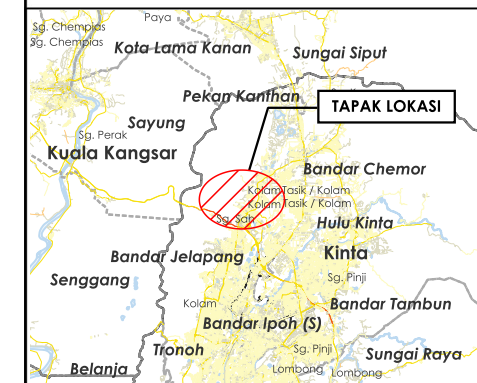 Paya
Sg. Chempias
Sg. Chempias
Kota Lama Kanan
Sungai Siput
Pekan Kanthan
TAPAK LOKASI
Sayung
Sg. Perak
Kuala Kangsar
Bandar Chemor
Kolam Tasik / Kolam
Kolam Tasik / Kolam
Sg. Sah
Hulu Kinta
Bandar Jelapang
Kinta
Senggang
Sg. Pinji
Kolam
Bandar Tambun
Bandar Ipoh (S)
Tronoh
Sg. Pinji
Sungai Raya
Belanja
Lombong
Lombong